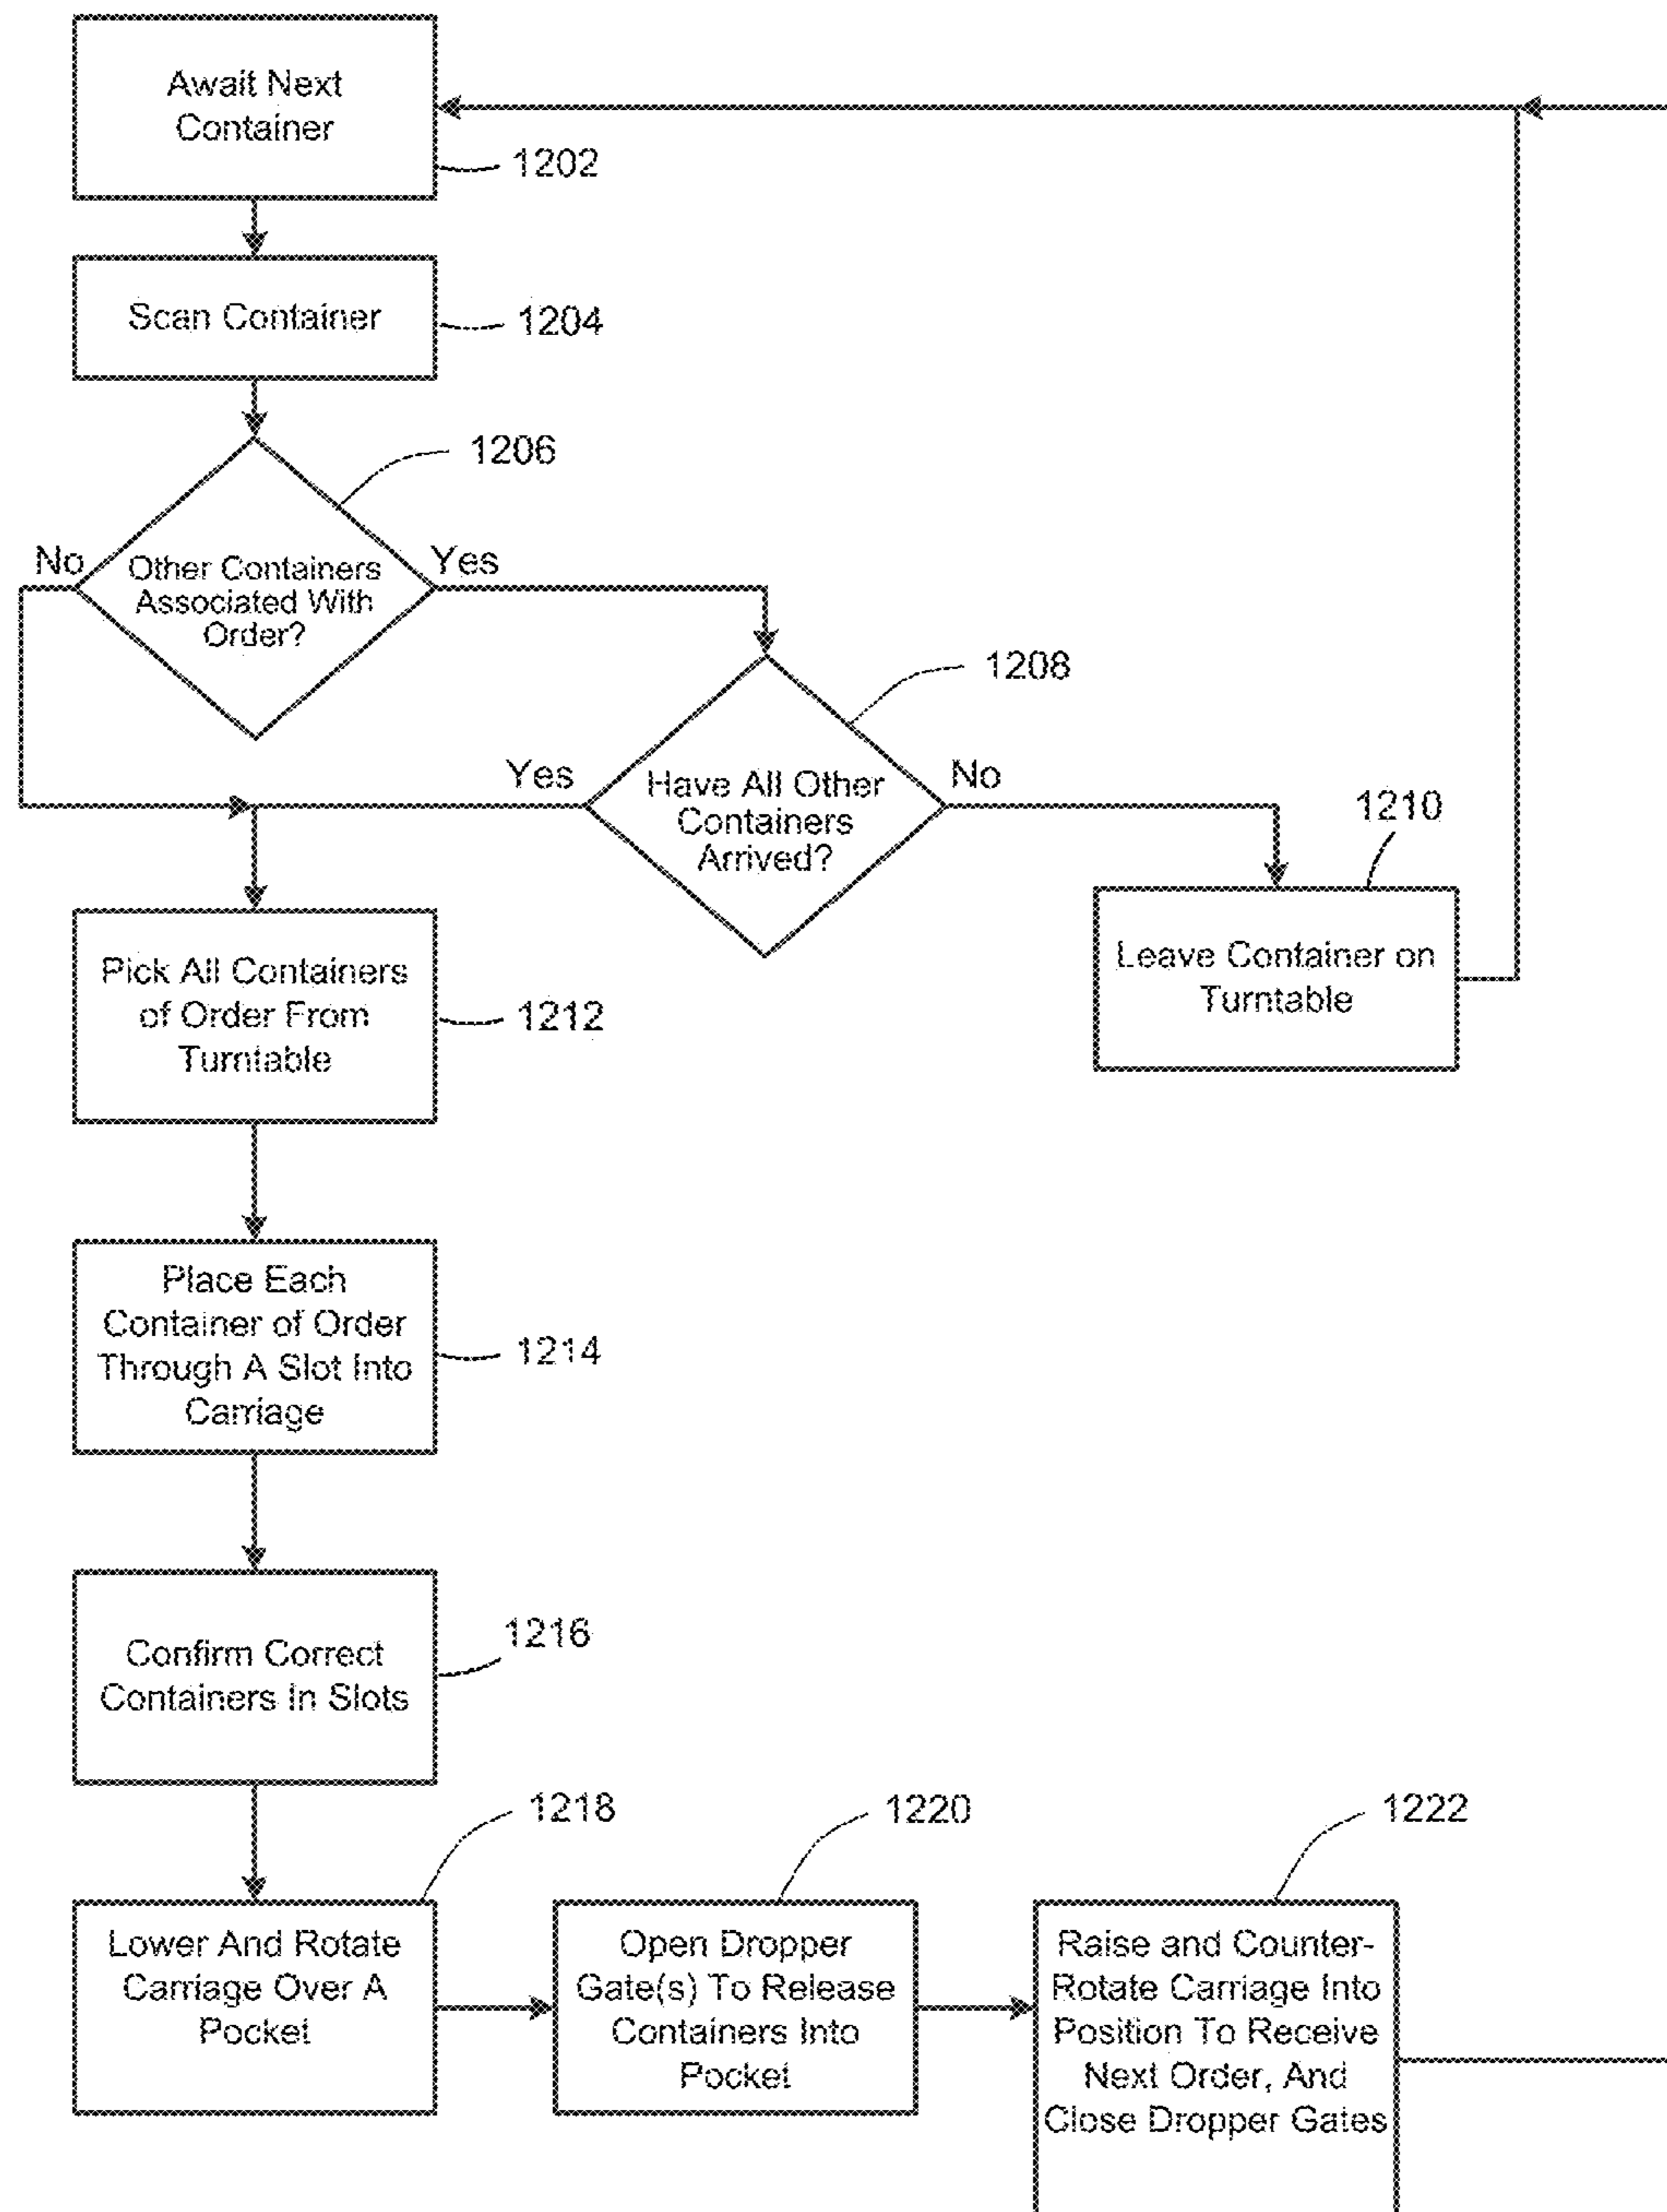 Await Next
Container
1202
Scan Container
1204
1206
No
Yes
Other Containers
Associated With
Order?
1208
Yes
No
Have All Other
Containers
Arrived?
1210
Leave Container on
Turntable
Pick All Containers
of Order From
Turntable
1212
Place Each
Container of Order
Through A Slot Into
Carriage
1214
Confirm Correct
Containers In Slots
1216
1218
Lower And Rotate
Carriage Over A
Pocket
1220
Open Dropper
Gate(s) To Release
Containers Into
Pocket
1222
Raise and Counter-
Rotate Carriage Into
Position To Receive
Next Order, And
Close Dropper Gates